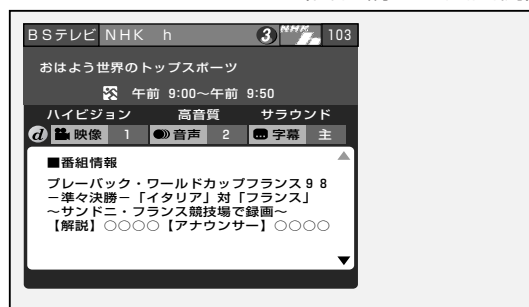 BSテレビ NHK h 3 NHK 103
おはよう世界のトップスポーツ
午前 9:00〜午前 9:50
ハイビジョン 高音質 サラウンド
d 映像 1 音声 2 字幕 主
■番組情報
プレーバック・ワールドカップフランス98
−準々決勝−「イタリア」対「フランス」
〜サンドニ・フランス競技場で録画〜
【解説】○○○○【アナウンサー】○○○○